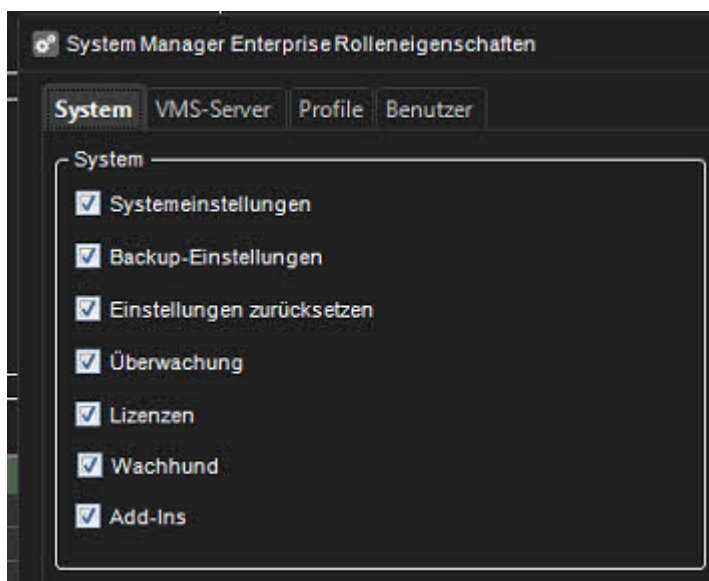 System Manager Enterprise Rolleneigenschaften
System VMS-Server Profile Benutzer
System
Systemeinstellungen
Backup-Einstellungen
Einstellungen zurücksetzen
Überwachung
Lizenzen
Wachhund
Add-Ins